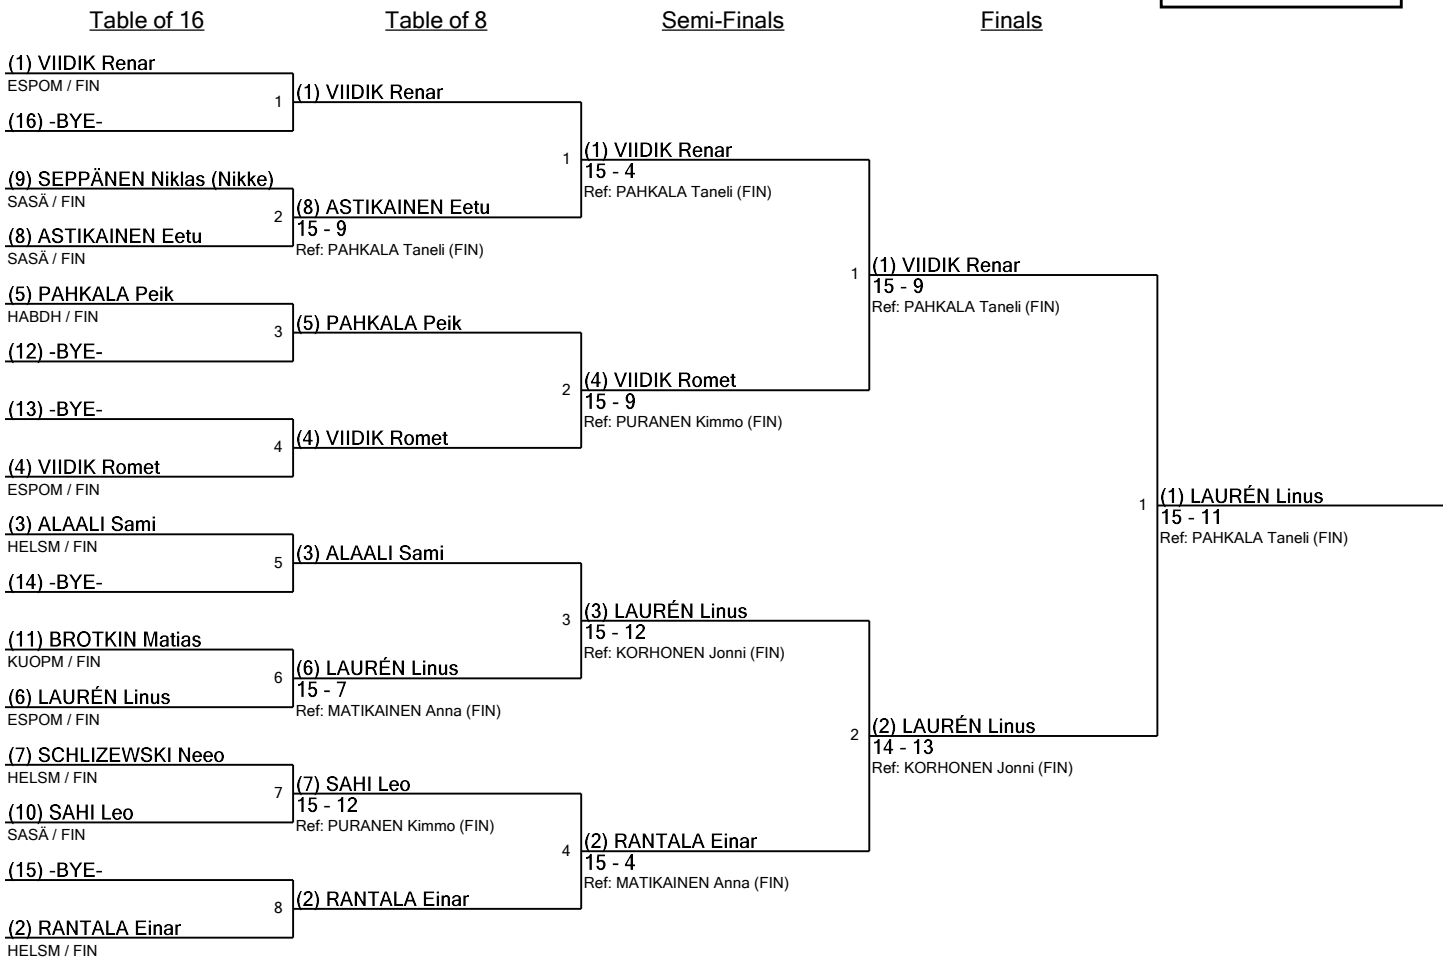 Table of 16
Table of 8
Semi-Finals
Finals
(1) VIIDIK Renar
ESPOM / FIN
(16) -BYE-
(9) SEPPÄNEN Niklas (Nikke)
SASÄ / FIN
(8) ASTIKAINEN Eetu
SASÄ / FIN
(5) PAHKALA Peik
HABDH / FIN
(12) -BYE-
(13) -BYE-
(4) VIIDIK Romet
ESPOM / FIN
(3) ALAALI Sami
HELSM / FIN
(14) -BYE-
(11) BROTKIN Matias
KUOPM / FIN
(6) LAURÉN Linus
ESPOM / FIN
(7) SCHLIZEWSKI Neeo
HELSM / FIN
(10) SAHI Leo
SASÄ / FIN
(15) -BYE-
(2) RANTALA Einar
HELSM / FIN
1
(1) VIIDIK Renar
2
(8) ASTIKAINEN Eetu
15 - 9
Ref: PAHKALA Taneli (FIN)
3
(5) PAHKALA Peik
4
(4) VIIDIK Romet
5
(3) ALAALI Sami
6
(6) LAURÉN Linus
15 - 7
Ref: MATIKAINEN Anna (FIN)
7
(7) SAHI Leo
15 - 12
Ref: PURANEN Kimmo (FIN)
8
(2) RANTALA Einar
1
(1) VIIDIK Renar
15 - 4
Ref: PAHKALA Taneli (FIN)
2
(4) VIIDIK Romet
15 - 9
Ref: PURANEN Kimmo (FIN)
3
(3) LAURÉN Linus
15 - 12
Ref: KORHONEN Jonni (FIN)
4
(2) RANTALA Einar
15 - 4
Ref: MATIKAINEN Anna (FIN)
1
(1) VIIDIK Renar
15 - 9
Ref: PAHKALA Taneli (FIN)
2
(2) LAURÉN Linus
14 - 13
Ref: KORHONEN Jonni (FIN)
1
(1) LAURÉN Linus
15 - 11
Ref: PAHKALA Taneli (FIN)